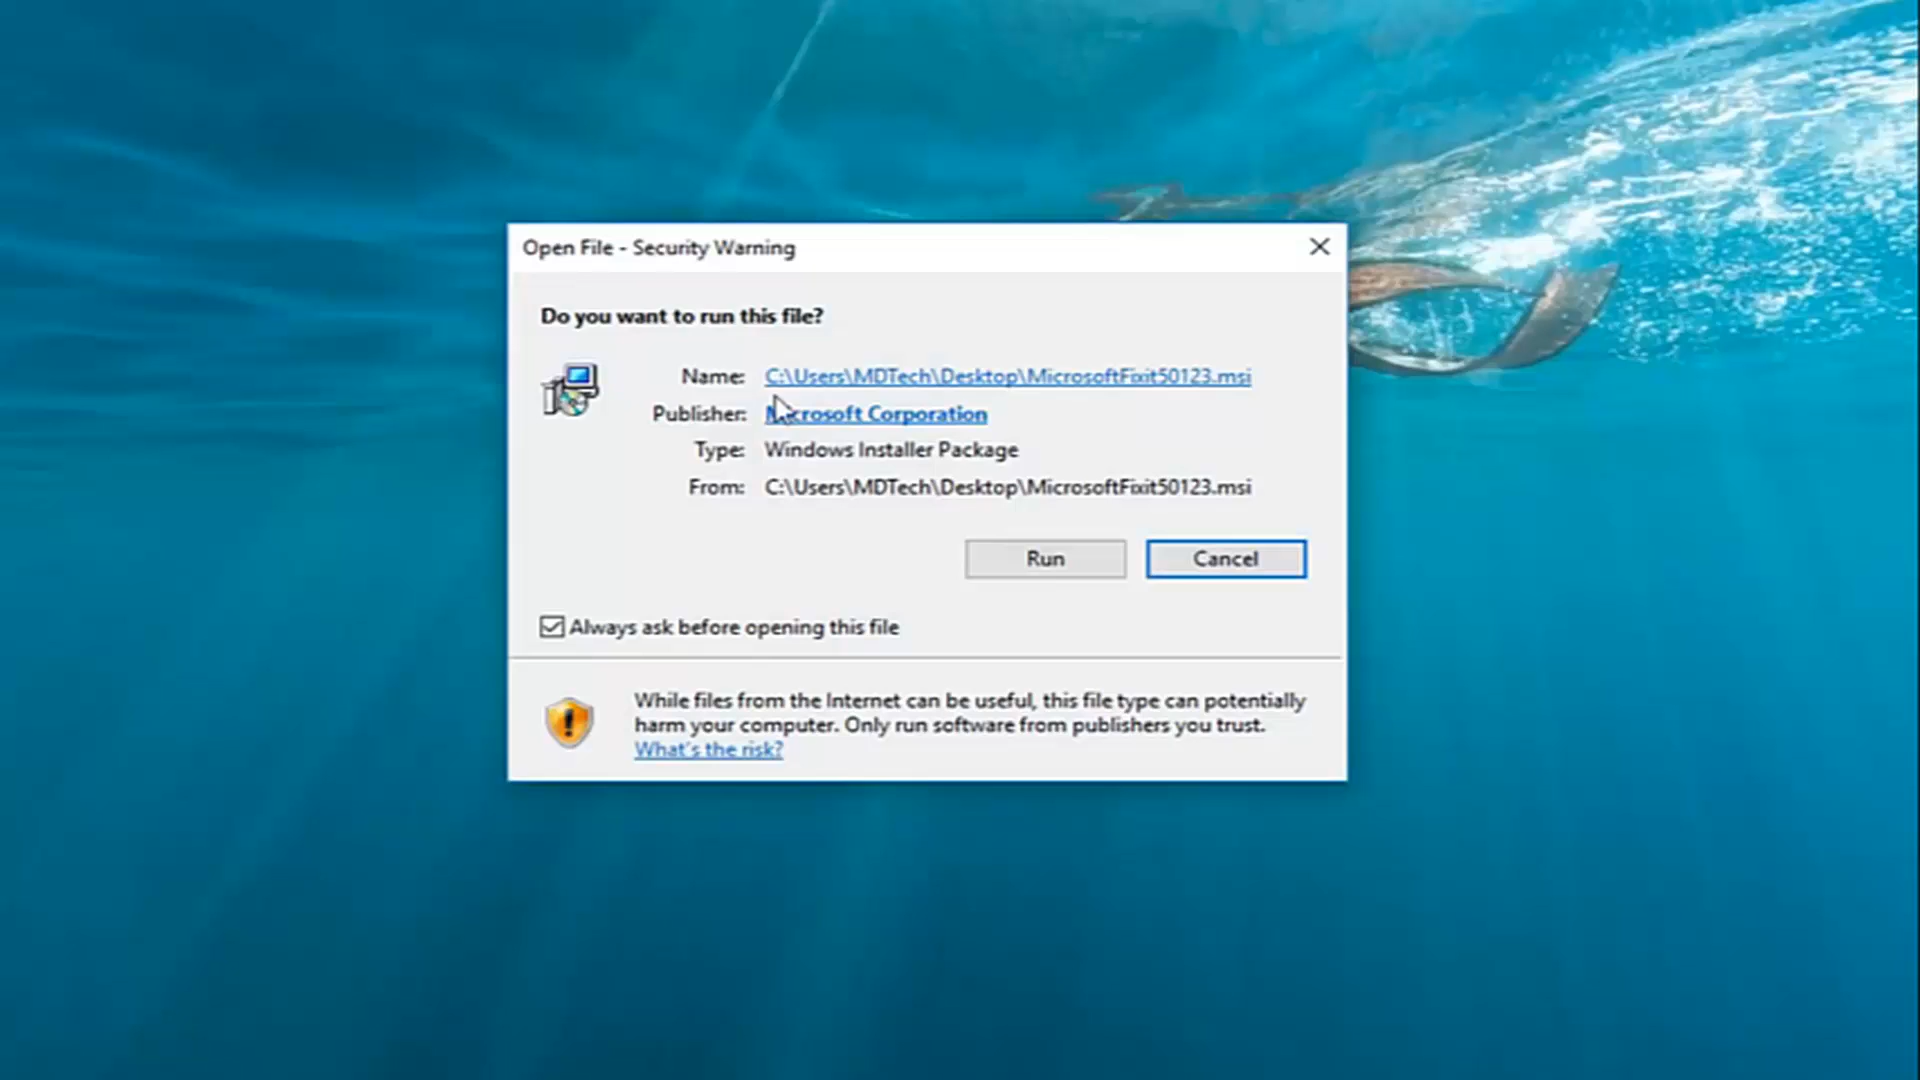 Open File - Security Warning
Do you want to run this file?
Name: C:\Users\MDTech\Desktop\MicrosoftFixit50123.msi
Publisher: Microsoft Corporation
Type: Windows Installer Package
From: C:\Users\MDTech\Desktop\MicrosoftFixit50123.msi
Run Cancel
Always ask before opening this file
While files from the Internet can be useful, this file type can potentially
harm your computer. Only run software from publishers you trust.
What's the risk?